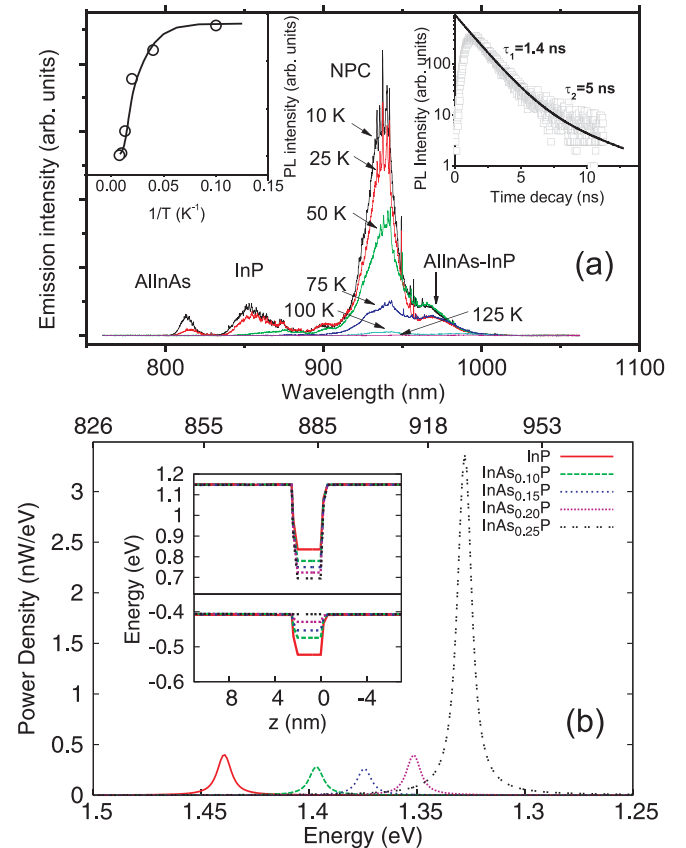 Emission intensity (arb. units)
0.00 0.05 0.10 0.15
1/T (K⁻¹)
PL intensity (arb. units)
NPC
10 K
25 K
50 K
75 K
100 K
125 K
AlInAs
InP
AlInAs-InP
(a)
PL Intensity (arb. units)
100
10
1
τ₁=1.4 ns
τ₂=5 ns
0 5 10
Time decay (ns)
800 900 1000 1100
Wavelength (nm)
826 855 885 918 953
Power Density (nW/eV)
3
2.5
2
1.5
1
0.5
0
InP
InAs₀.₁₀P
InAs₀.₁₅P
InAs₀.₂₀P
InAs₀.₂₅P
Energy (eV)
1.2
1.1
1
0.9
0.8
0.7
-0.4
-0.5
-0.6
8 4 0 -4
z (nm)
(b)
1.5 1.45 1.4 1.35 1.3 1.25
Energy (eV)